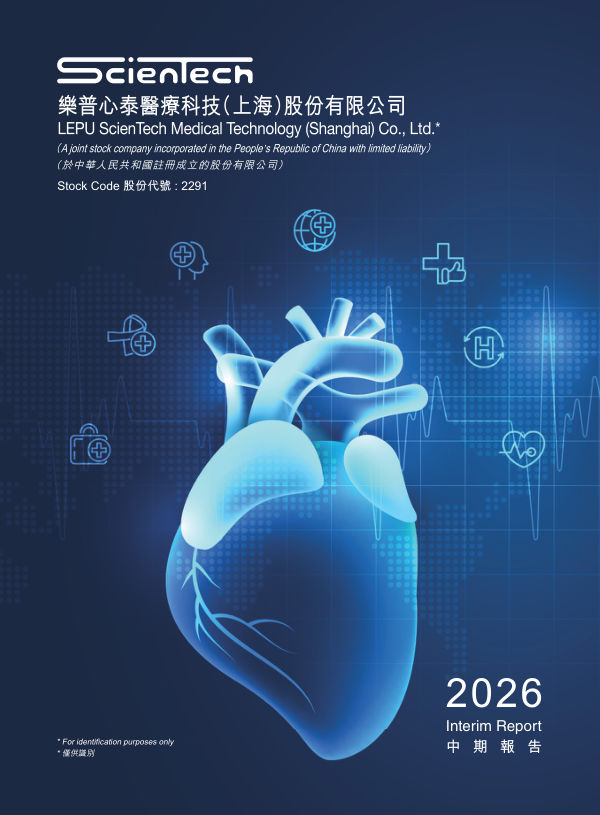 ScienTech
樂普心泰醫療科技(上海)股份有限公司
LEPU ScienTech Medical Technology (Shanghai) Co., Ltd.*
(A joint stock company incorporated in the People's Republic of China with limited liability)
(於中華人民共和國註冊成立的股份有限公司)
Stock Code 股份代號 : 2291
H
2026
Interim Report
中期報告
* For identification purposes only
* 僅供識別